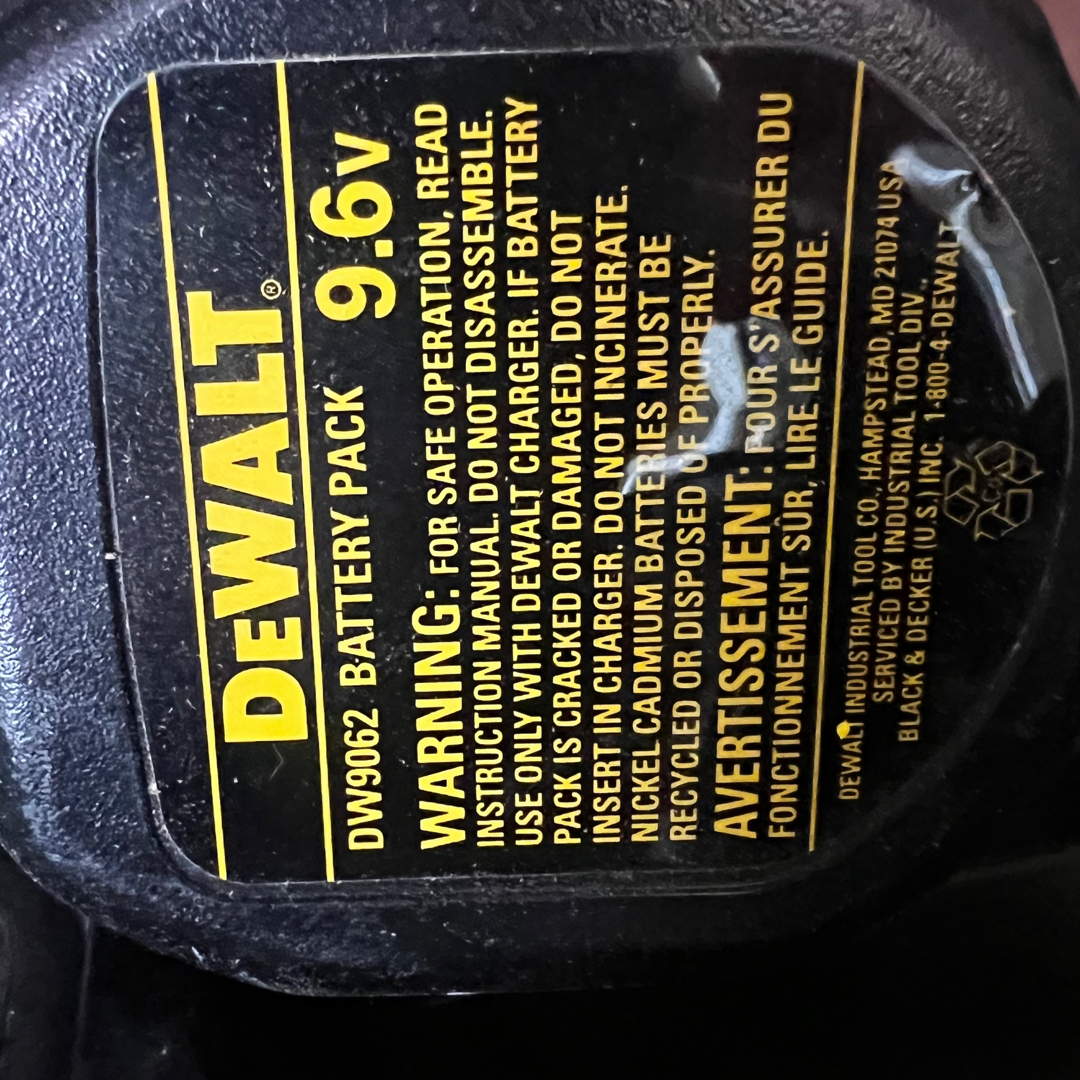 DEWALT®
DW9062 BATTERY PACK 9.6V
WARNING: FOR SAFE OPERATION, READ
INSTRUCTION MANUAL. DO NOT DISASSEMBLE.
USE ONLY WITH DEWALT CHARGER. IF BATTERY
PACK IS CRACKED OR DAMAGED, DO NOT
INSERT IN CHARGER. DO NOT INCINERATE.
NICKEL CADMIUM BATTERIES MUST BE
RECYCLED OR DISPOSED OF PROPERLY.
AVERTISSEMENT: POUR S'ASSURER DU
FONCTIONNEMENT SÛR, LIRE LE GUIDE.
DEWALT INDUSTRIAL TOOL CO., HAMPSTEAD, MD 21074 USA
SERVICED BY INDUSTRIAL TOOL DIV.,
BLACK & DECKER (U.S.) INC. 1-800-4-DEWALT